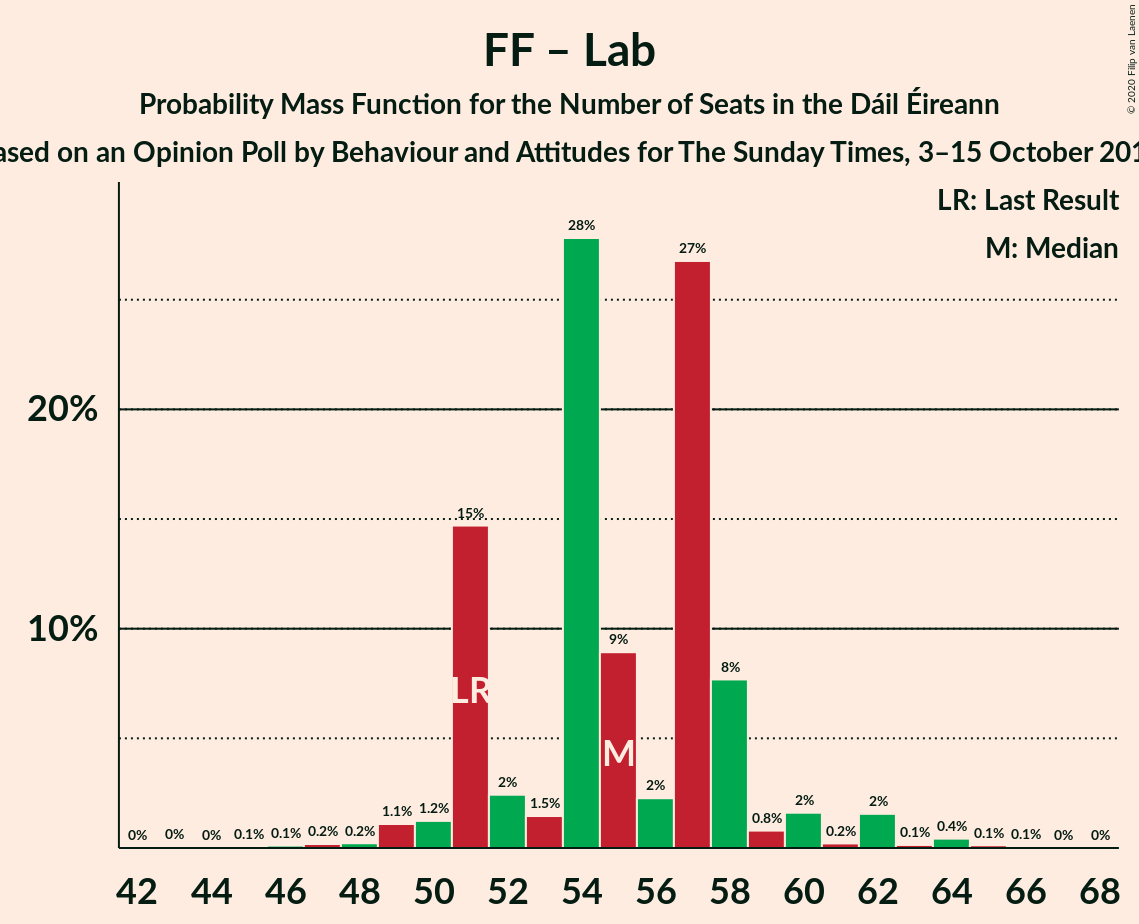 FF – Lab
Probability Mass Function for the Number of Seats in the Dáil Éireann
ased on an Opinion Poll by Behaviour and Attitudes for The Sunday Times, 3–15 October 201
© 2020 Filip van Laenen
LR: Last Result
M: Median
20%
10%
0% 0% 0% 0.1% 0.1% 0.2% 0.2% 1.1% 1.2% 15% 2% 1.5% 28% 9% 2% 27% 8% 0.8% 2% 0.2% 2% 0.1% 0.4% 0.1% 0.1% 0% 0%
LR
M
42 44 46 48 50 52 54 56 58 60 62 64 66 68